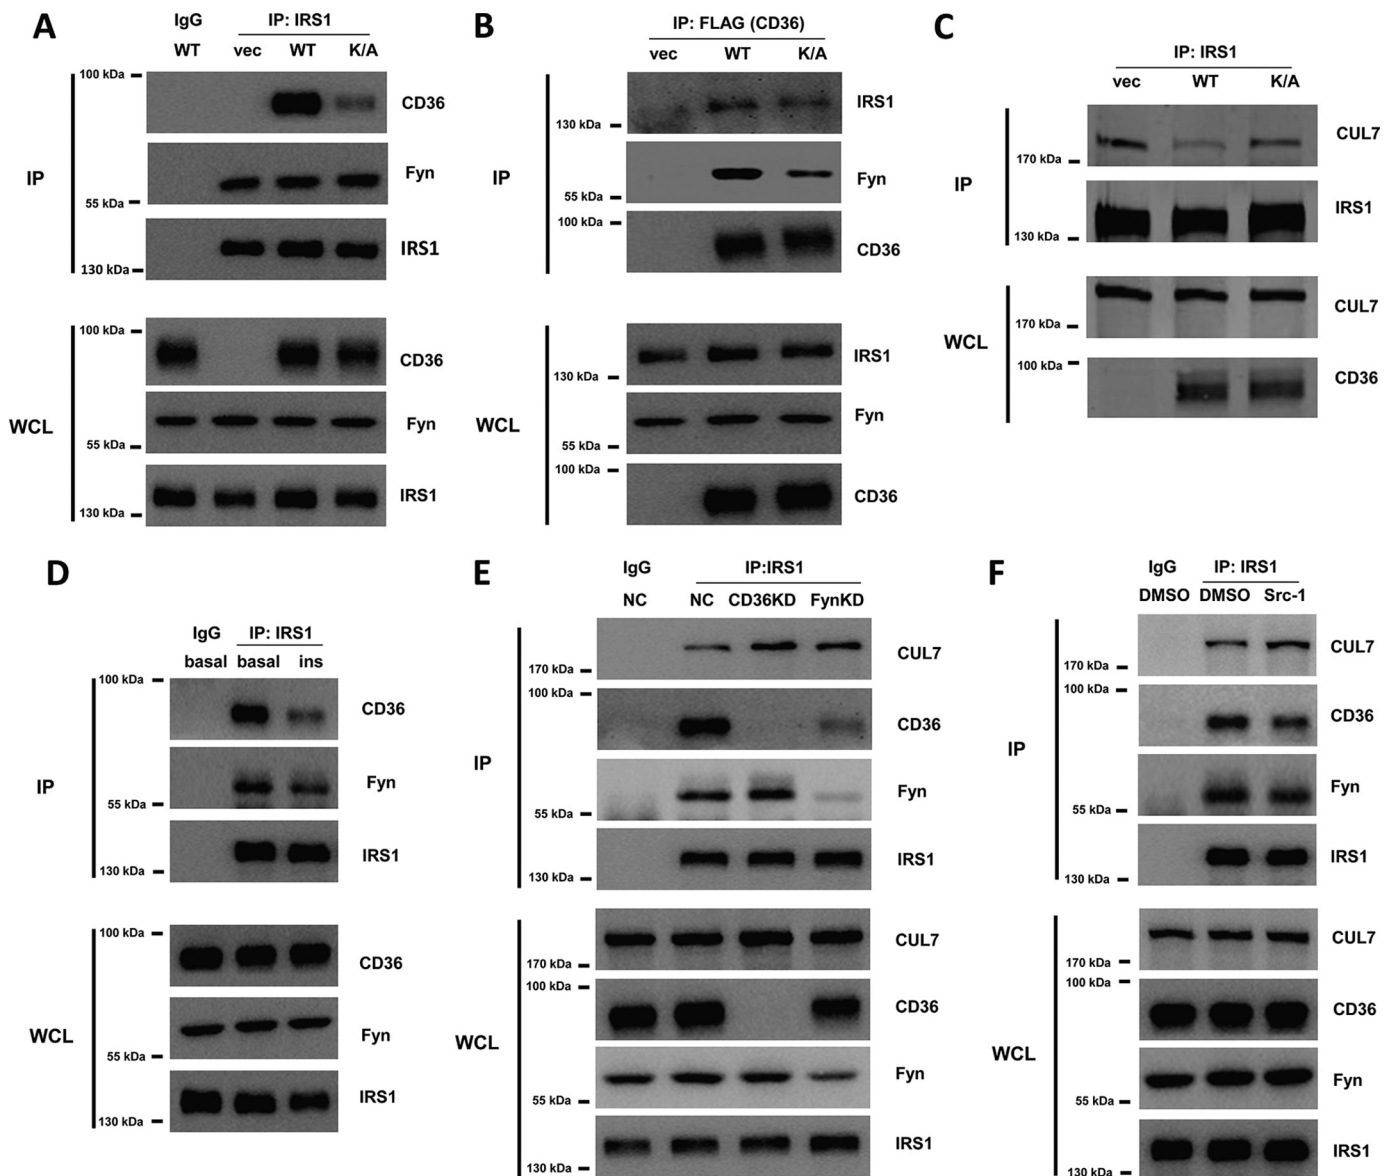 A
IgG IP: IRS1
WT vec WT K/A
IP
100 kDa
CD36
Fyn
55 kDa
IRS1
130 kDa
WCL
100 kDa
CD36
Fyn
55 kDa
IRS1
130 kDa
B
IP: FLAG (CD36)
vec WT K/A
IP
IRS1
130 kDa
Fyn
55 kDa
100 kDa
CD36
WCL
IRS1
130 kDa
Fyn
55 kDa
100 kDa
CD36
C
IP: IRS1
vec WT K/A
IP
CUL7
170 kDa
IRS1
130 kDa
WCL
CUL7
170 kDa
100 kDa
CD36
D
IgG IP: IRS1
basal basal ins
IP
100 kDa
CD36
Fyn
55 kDa
IRS1
130 kDa
WCL
100 kDa
CD36
Fyn
55 kDa
IRS1
130 kDa
E
IgG IP:IRS1
NC NC CD36KD FynKD
IP
CUL7
170 kDa
100 kDa
CD36
Fyn
55 kDa
IRS1
130 kDa
WCL
CUL7
170 kDa
100 kDa
CD36
Fyn
55 kDa
IRS1
130 kDa
F
IgG IP: IRS1
DMSO DMSO Src-1
IP
CUL7
170 kDa
100 kDa
CD36
Fyn
55 kDa
IRS1
130 kDa
WCL
CUL7
170 kDa
100 kDa
CD36
Fyn
55 kDa
IRS1
130 kDa